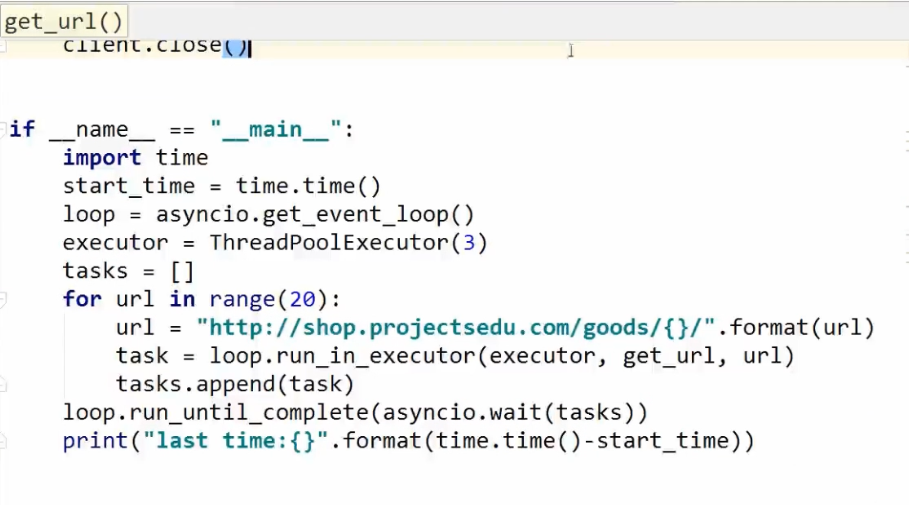 get_url()
client.close()
if __name__ == "__main__":
import time
start_time = time.time()
loop = asyncio.get_event_loop()
executor = ThreadPoolExecutor(3)
tasks = []
for url in range(20):
url = "http://shop.projectsedu.com/goods/{}/".format(url)
task = loop.run_in_executor(executor, get_url, url)
tasks.append(task)
loop.run_until_complete(asyncio.wait(tasks))
print("last time:{}".format(time.time()-start_time))